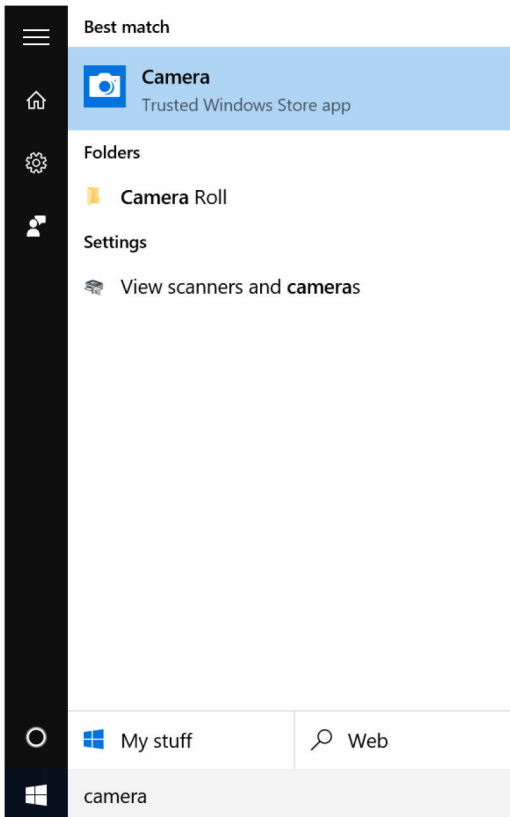 Best match
Camera
Trusted Windows Store app
Folders
Camera Roll
Settings
View scanners and cameras
My stuff
Web
camera